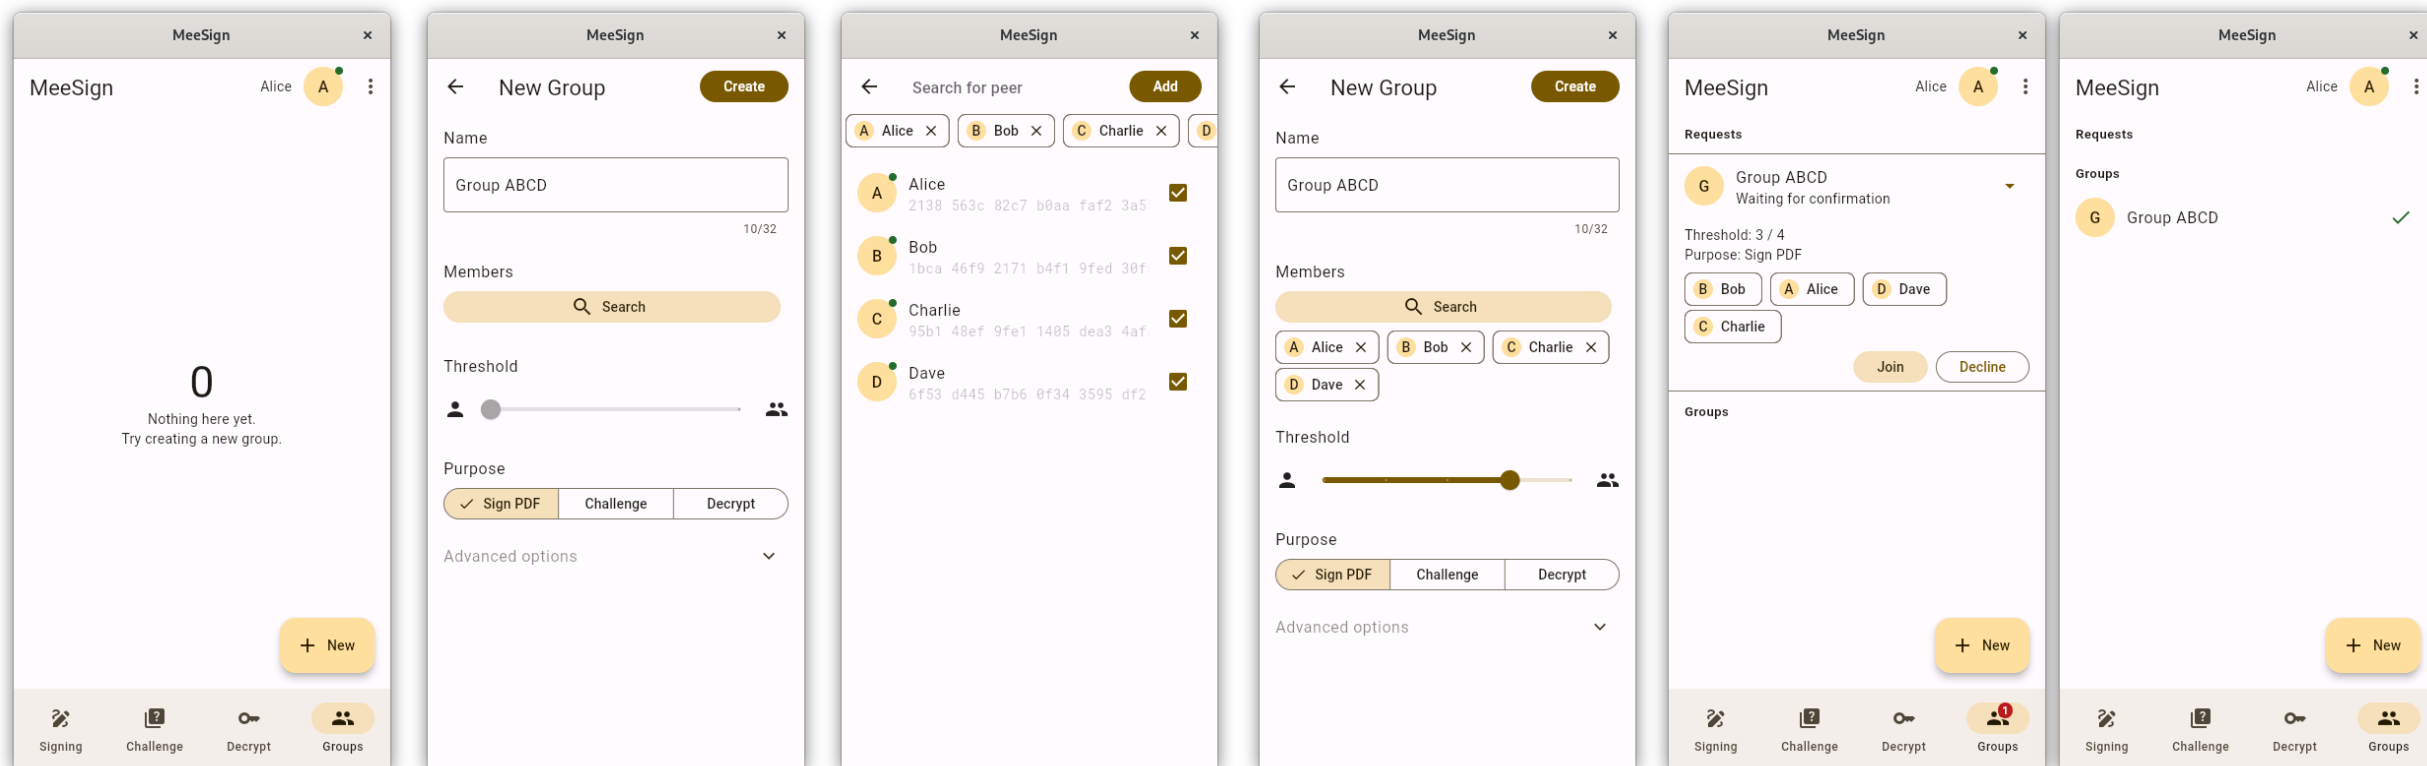 MeeSign ×
MeeSign Alice A
0
Nothing here yet.
Try creating a new group.
+ New
Signing Challenge Decrypt Groups
MeeSign ×
New Group Create
Name
Group ABCD
10/32
Members
Search
Threshold
Purpose
Sign PDF Challenge Decrypt
Advanced options
MeeSign ×
Search for peer Add
A Alice × B Bob × C Charlie × D
A Alice
2138 563c 82c7 b0aa faf2 3a5
B Bob
1bca 46f9 2171 b4f1 9fed 30f
C Charlie
95b1 48ef 9fe1 1405 dea3 4af
D Dave
6f53 d445 b7b6 0f34 3595 df2
MeeSign ×
New Group Create
Name
Group ABCD
10/32
Members
Search
A Alice × B Bob × C Charlie ×
D Dave ×
Threshold
Purpose
Sign PDF Challenge Decrypt
Advanced options
MeeSign ×
MeeSign Alice A
Requests
G Group ABCD
Waiting for confirmation
Threshold: 3 / 4
Purpose: Sign PDF
B Bob A Alice D Dave
C Charlie
Join Decline
Groups
+ New
1
Signing Challenge Decrypt Groups
MeeSign ×
MeeSign Alice A
Requests
Groups
G Group ABCD
+ New
Signing Challenge Decrypt Groups